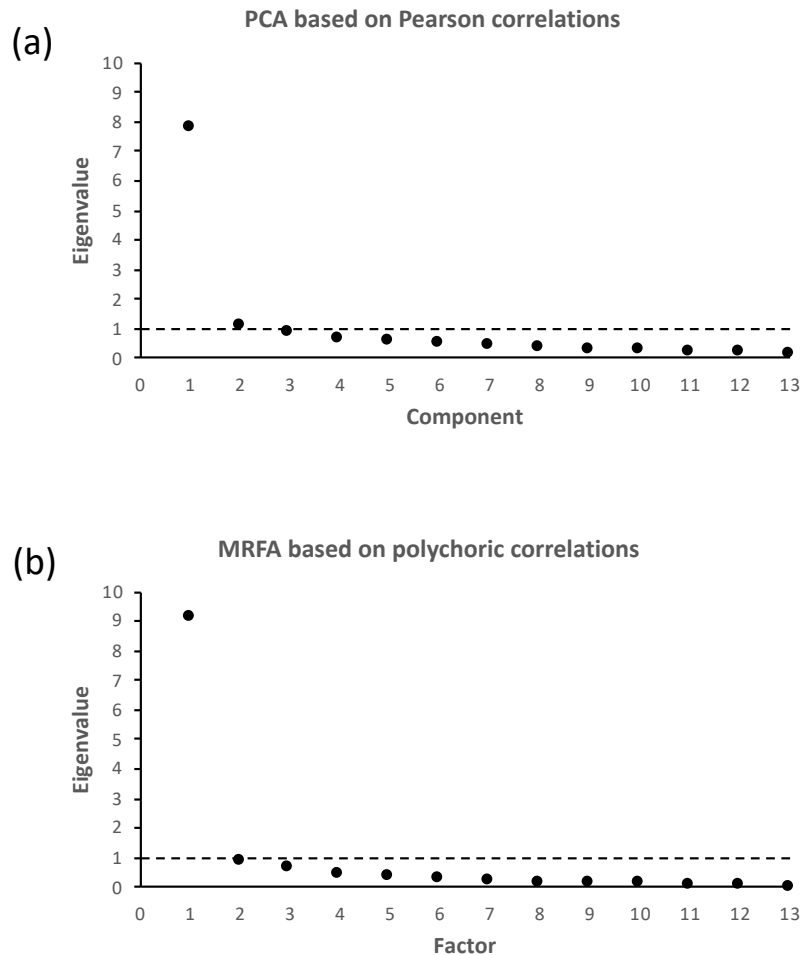 PCA based on Pearson correlations
(a)
10
9
8
7
6
5
4
3
2
1
0
Eigenvalue
0 1 2 3 4 5 6 7 8 9 10 11 12 13
Component
MRFA based on polychoric correlations
(b)
10
9
8
7
6
5
4
3
2
1
0
Eigenvalue
0 1 2 3 4 5 6 7 8 9 10 11 12 13
Factor